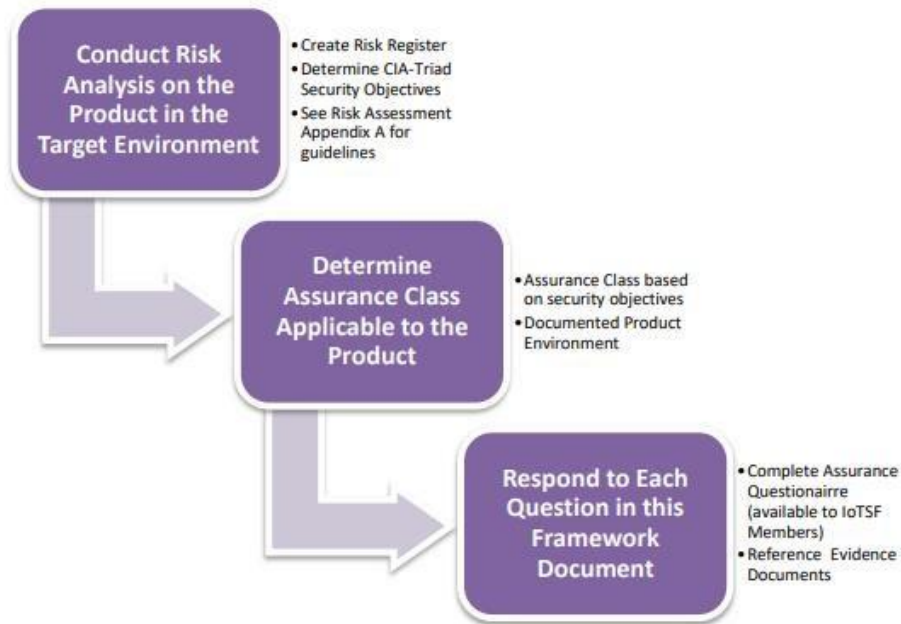 Conduct Risk
Analysis on the
Product in the
Target Environment
• Create Risk Register
• Determine CIA-Triad
Security Objectives
• See Risk Assessment
Appendix A for
guidelines
Determine
Assurance Class
Applicable to the
Product
• Assurance Class based
on security objectives
• Documented Product
Environment
Respond to Each
Question in this
Framework
Document
• Complete Assurance
Questionairre
(available to IoTSF
Members)
• Reference Evidence
Documents